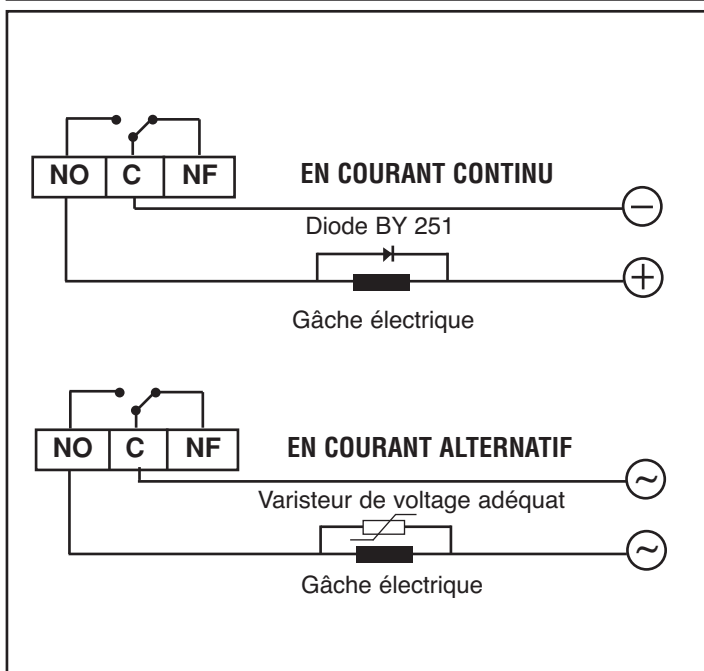 NO C NF
EN COURANT CONTINU
−
Diode BY 251
+
Gâche électrique
NO C NF
EN COURANT ALTERNATIF
~
Varisteur de voltage adéquat
~
Gâche électrique